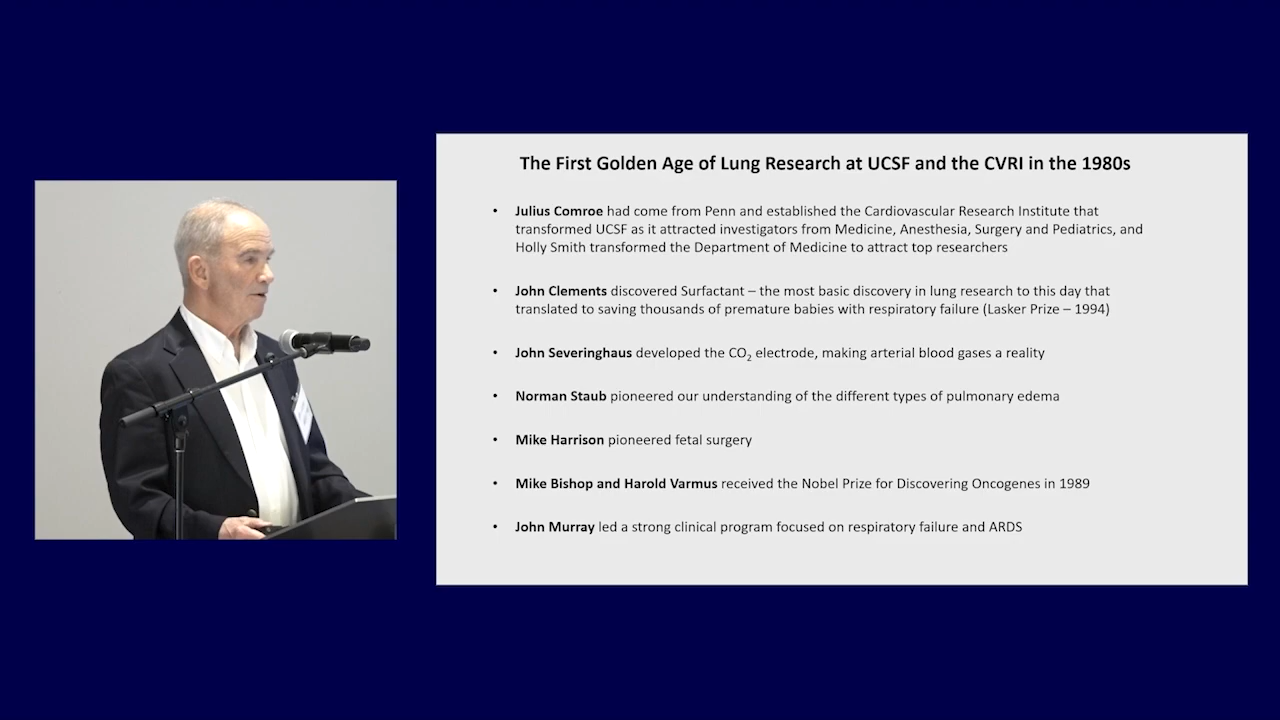 The First Golden Age of Lung Research at UCSF and the CVRI in the 1980s
• Julius Comroe had come from Penn and established the Cardiovascular Research Institute that
transformed UCSF as it attracted investigators from Medicine, Anesthesia, Surgery and Pediatrics, and
Holly Smith transformed the Department of Medicine to attract top researchers
• John Clements discovered Surfactant – the most basic discovery in lung research to this day that
translated to saving thousands of premature babies with respiratory failure (Lasker Prize – 1994)
• John Severinghaus developed the CO₂ electrode, making arterial blood gases a reality
• Norman Staub pioneered our understanding of the different types of pulmonary edema
• Mike Harrison pioneered fetal surgery
• Mike Bishop and Harold Varmus received the Nobel Prize for Discovering Oncogenes in 1989
• John Murray led a strong clinical program focused on respiratory failure and ARDS